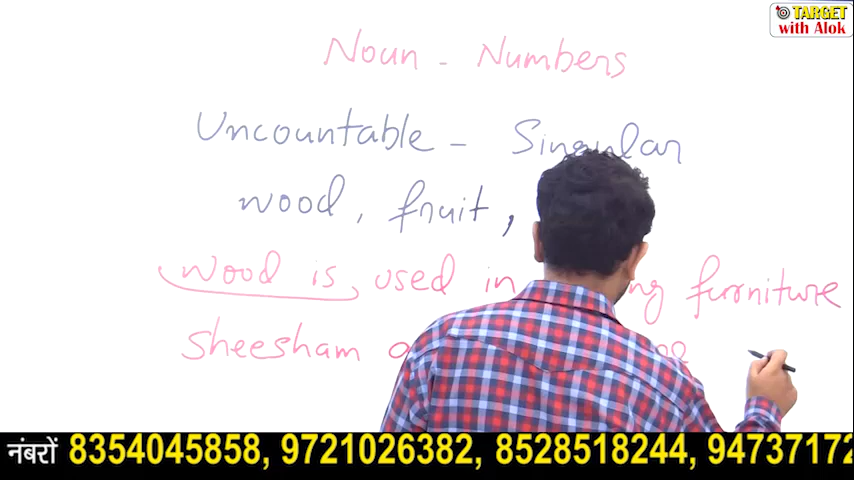 TARGET
with Alok
Noun - Numbers
Uncountable - Singular
wood, fruit,
wood is used in furniture
Sheesham
नंबरों 8354045858, 9721026382, 8528518244, 94737172